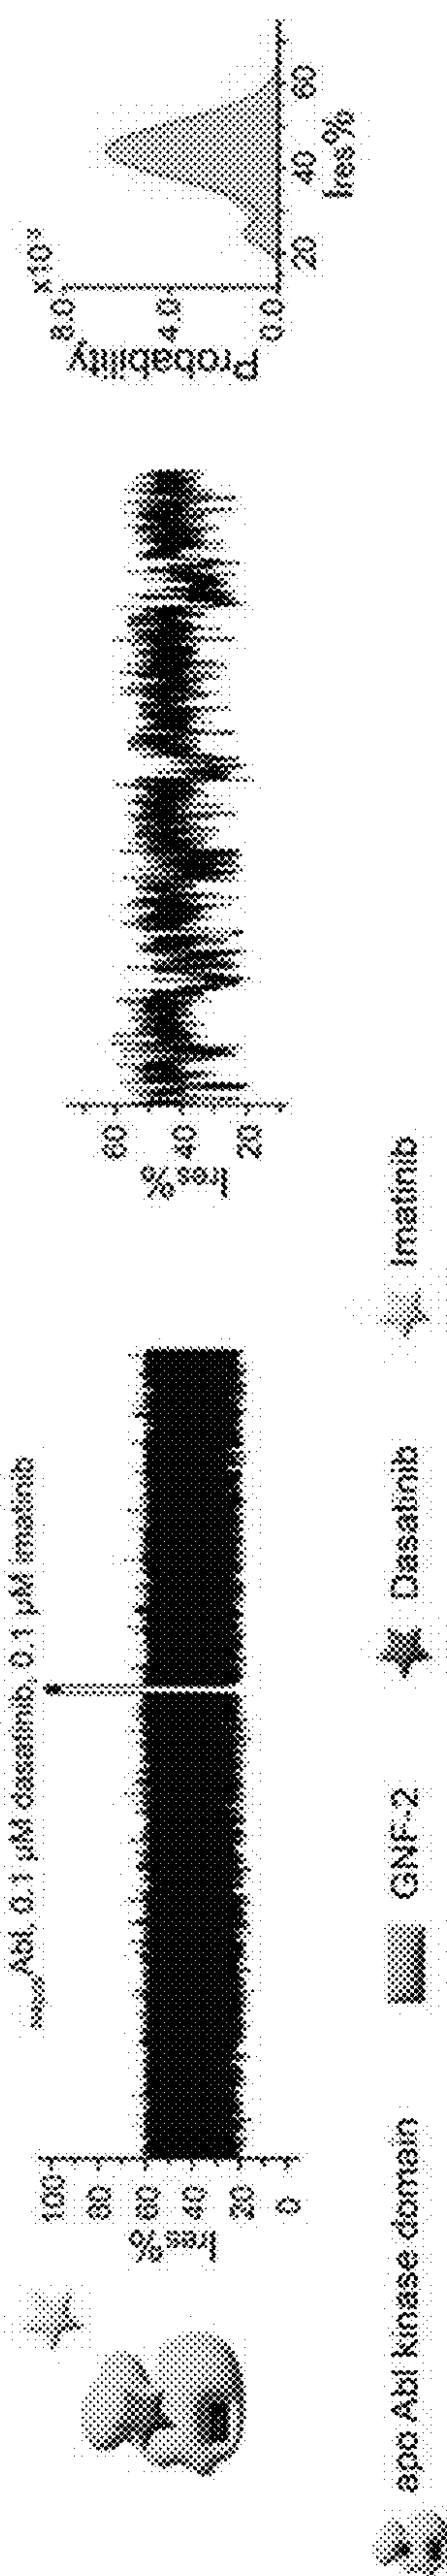 Abl, 0.1 µM dasatinib, 0.1 µM imatinib
Ires%
100
80
60
40
20
0
Ires%
60
40
20
Probability
x10⁻³
8.0
4.0
0.0
20 40 60
Ires%
apo Abl kinase domain GNF-2 Dasatinib Imatinib